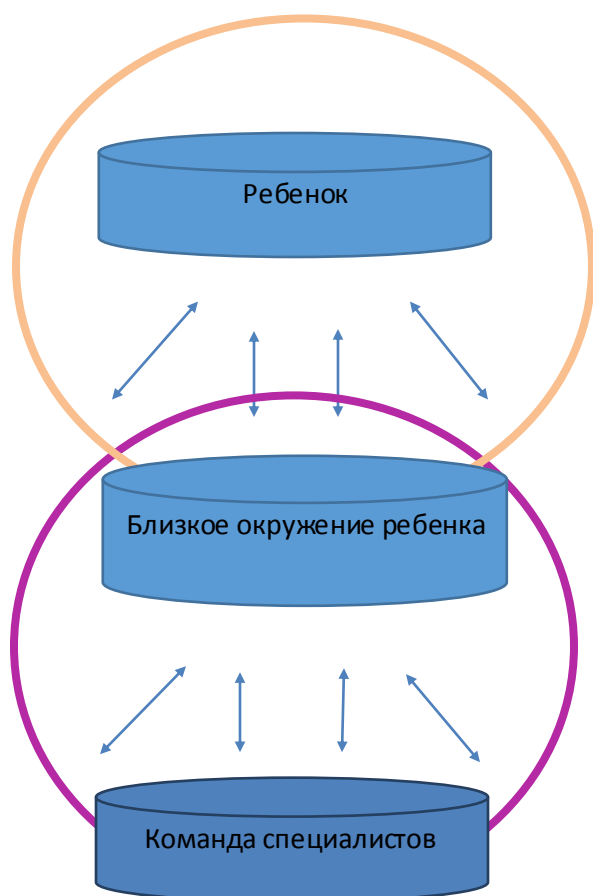 Ребенок
Близкое окружение ребенка
Команда специалистов